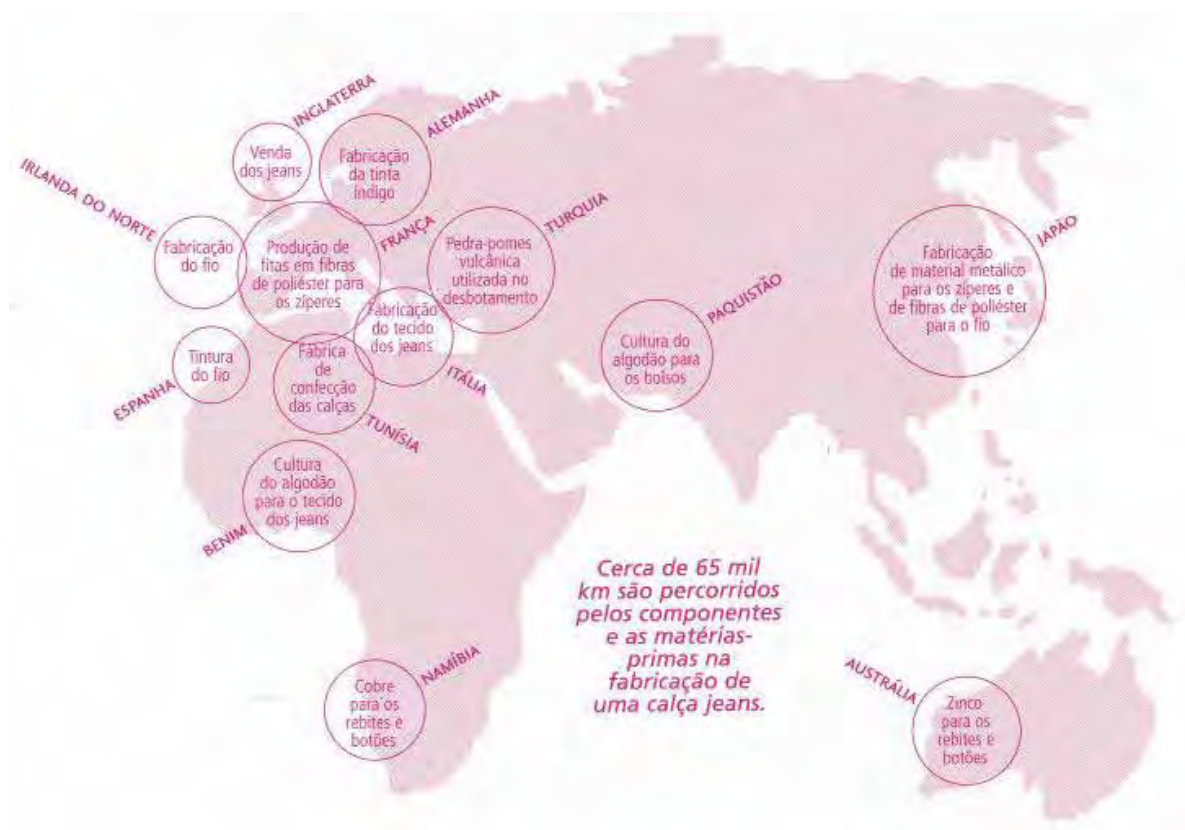 INGLATERRA
Venda
dos jeans
ALEMANHA
Fabricação
da tinta
índigo
IRLANDA DO NORTE
Fabricação
do fio
FRANÇA
Produção de
fitas em fibras
de poliéster para
os zíperes
TURQUIA
Pedra-pomes
vulcânica
utilizada no
desbotamento
JAPÃO
Fabricação
de material metálico
para os zíperes e
de fibras de poliéster
para o fio
PAQUISTÃO
Cultura do
algodão para
os bolsos
Fabricação
do tecido
dos jeans
ITÁLIA
ESPANHA
Tintura
do fio
Fábrica
de
confecção
das calças
TUNÍSIA
Cultura
do algodão
para o tecido
dos jeans
BENIM
Cerca de 65 mil
km são percorridos
pelos componentes
e as matérias-
primas na
fabricação de
uma calça jeans.
NAMÍBIA
Cobre
para os
rebites e
botões
AUSTRÁLIA
Zinco
para os
rebites e
botões